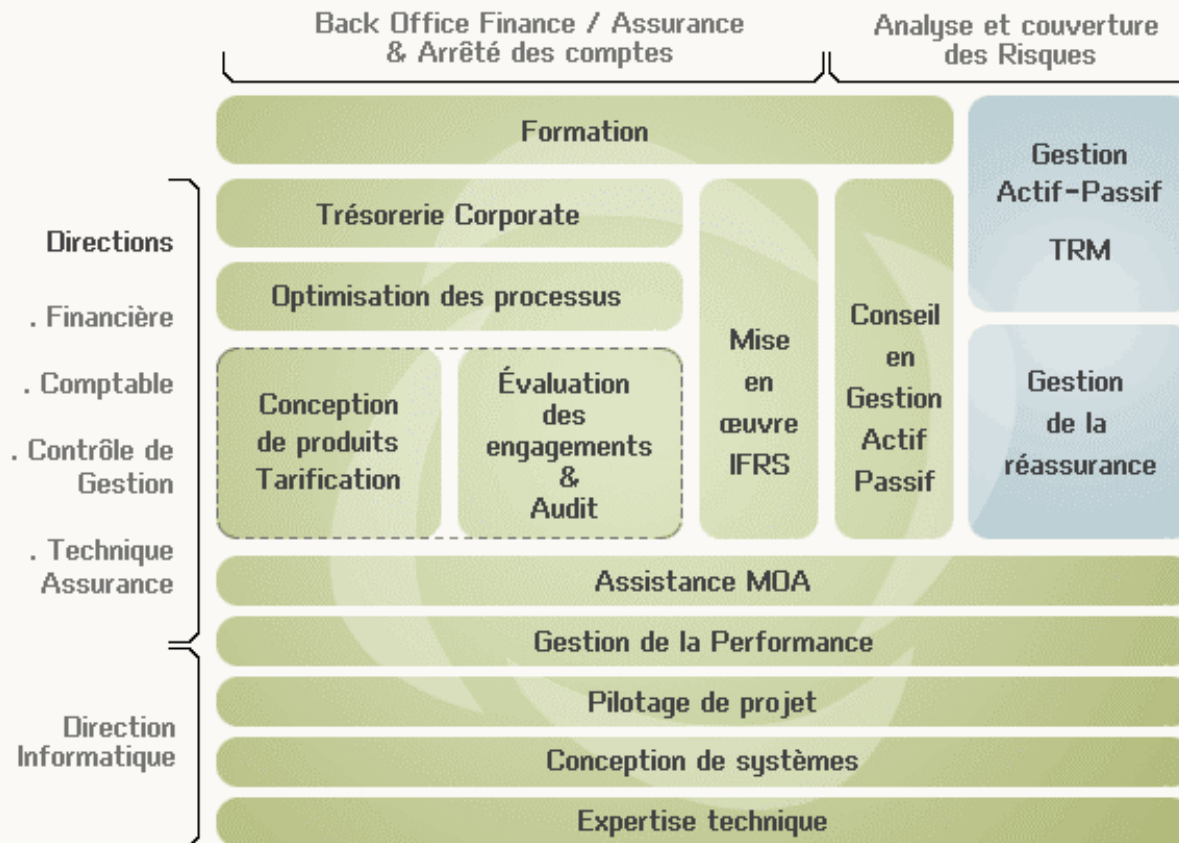 Back Office Finance / Assurance
& Arrêté des comptes
Analyse et couverture
des Risques
Formation
Gestion
Actif-Passif
TRM
Directions
. Financière
. Comptable
. Contrôle de
Gestion
. Technique
Assurance
Trésorerie Corporate
Optimisation des processus
Conception
de produits
Tarification
Évaluation
des
engagements
&
Audit
Mise
en
œuvre
IFRS
Conseil
en
Gestion
Actif
Passif
Gestion
de la
réassurance
Assistance MOA
Gestion de la Performance
Direction
Informatique
Pilotage de projet
Conception de systèmes
Expertise technique